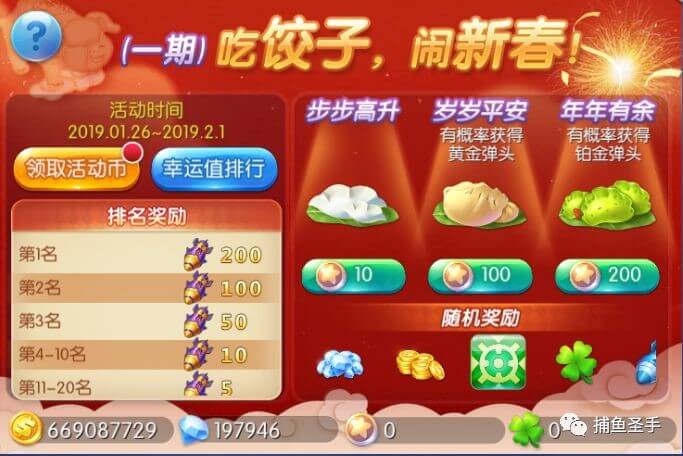 ?
(一期)吃饺子，闹新春!
活动时间
2019.01.26~2019.2.1
领取活动币
幸运值排行
排名奖励
第1名 200
第2名 100
第3名 50
第4-10名 10
第11-20名 5
步步高升
岁岁平安
有概率获得
黄金弹头
年年有余
有概率获得
铂金弹头
10
100
200
随机奖励
669087729
197946
0
0
捕鱼圣手